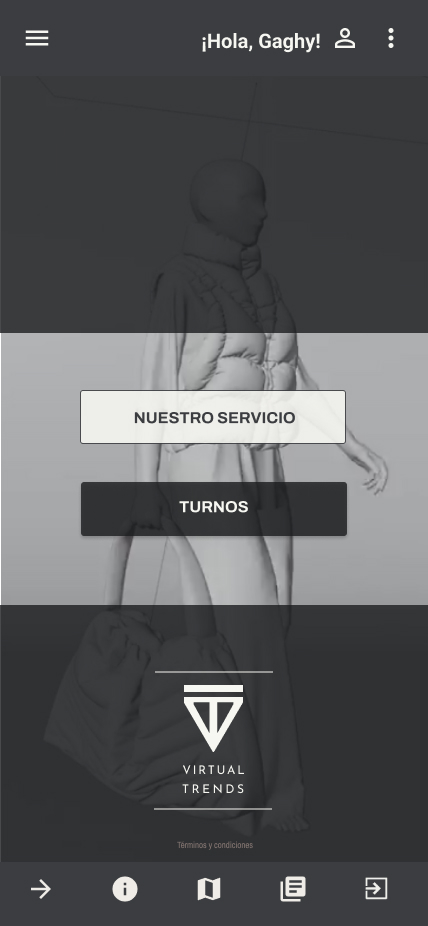 ¡Hola, Gaghy!
NUESTRO SERVICIO
TURNOS
VIRTUAL
TRENDS
Términos y condiciones